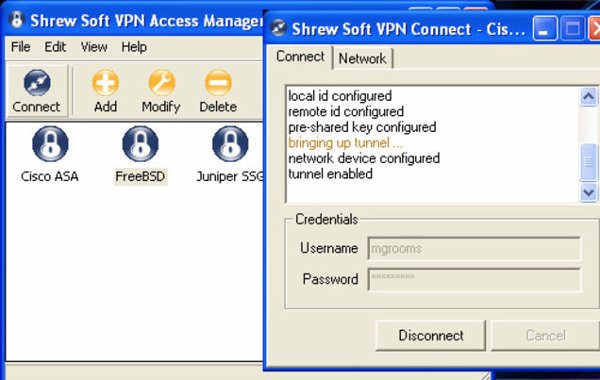 Shrew Soft VPN Access Manager
File Edit View Help
Connect Add Modify Delete
Cisco ASA FreeBSD Juniper SSG
Shrew Soft VPN Connect - Cis...
Connect Network
local id configured
remote id configured
pre-shared key configured
bringing up tunnel ...
network device configured
tunnel enabled
Credentials
Username mgrooms
Password *********
Disconnect Cancel